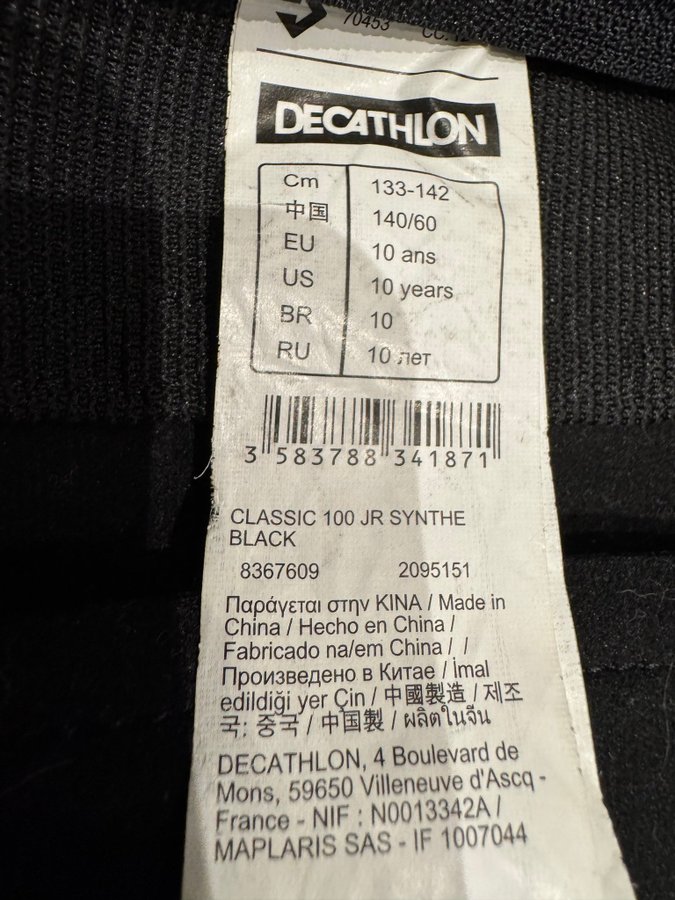 70453 CC:
DECATHLON
Cm 133-142
中国 140/60
EU 10 ans
US 10 years
BR 10
RU 10 лет
3 583788 341871
CLASSIC 100 JR SYNTHE
BLACK
8367609 2095151
Παράγεται στην KINA / Made in
China / Hecho en China /
Fabricado na/em China / /
Произведено в Китае / İmal
edildiği yer Çin / 中國製造 / 제조
국: 중국 / 中国製 / ผลิตในจีน
DECATHLON, 4 Boulevard de
Mons, 59650 Villeneuve d'Ascq -
France - NIF : N0013342A /
MAPLARIS SAS - IF 1007044